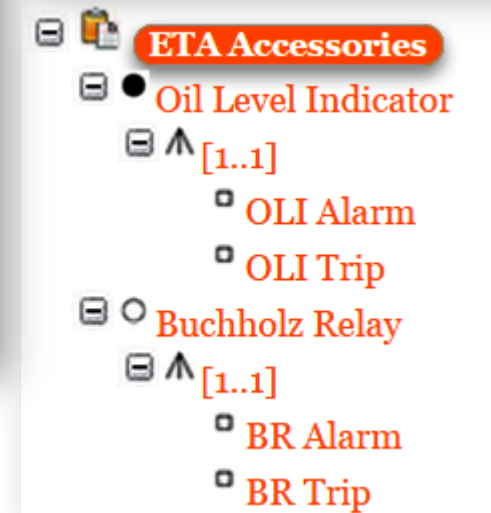 ETA Accessories
Oil Level Indicator
[1..1]
OLI Alarm
OLI Trip
Buchholz Relay
[1..1]
BR Alarm
BR Trip